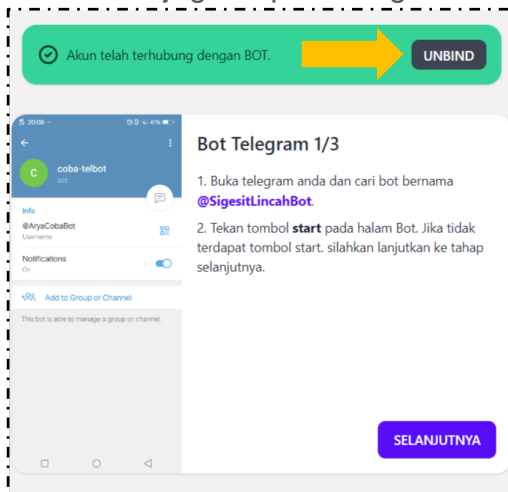 Akun telah terhubung dengan BOT.
UNBIND
20:08
47%
C
coba-telbot
bot
Info
@AryaCobaBot
Username
Notifications
On
Add to Group or Channel
This bot is able to manage a group or channel.
Bot Telegram 1/3
1. Buka telegram anda dan cari bot bernama
@SigesitLincahBot.
2. Tekan tombol start pada halam Bot. Jika tidak
terdapat tombol start. silahkan lanjutkan ke tahap
selanjutnya.
SELANJUTNYA